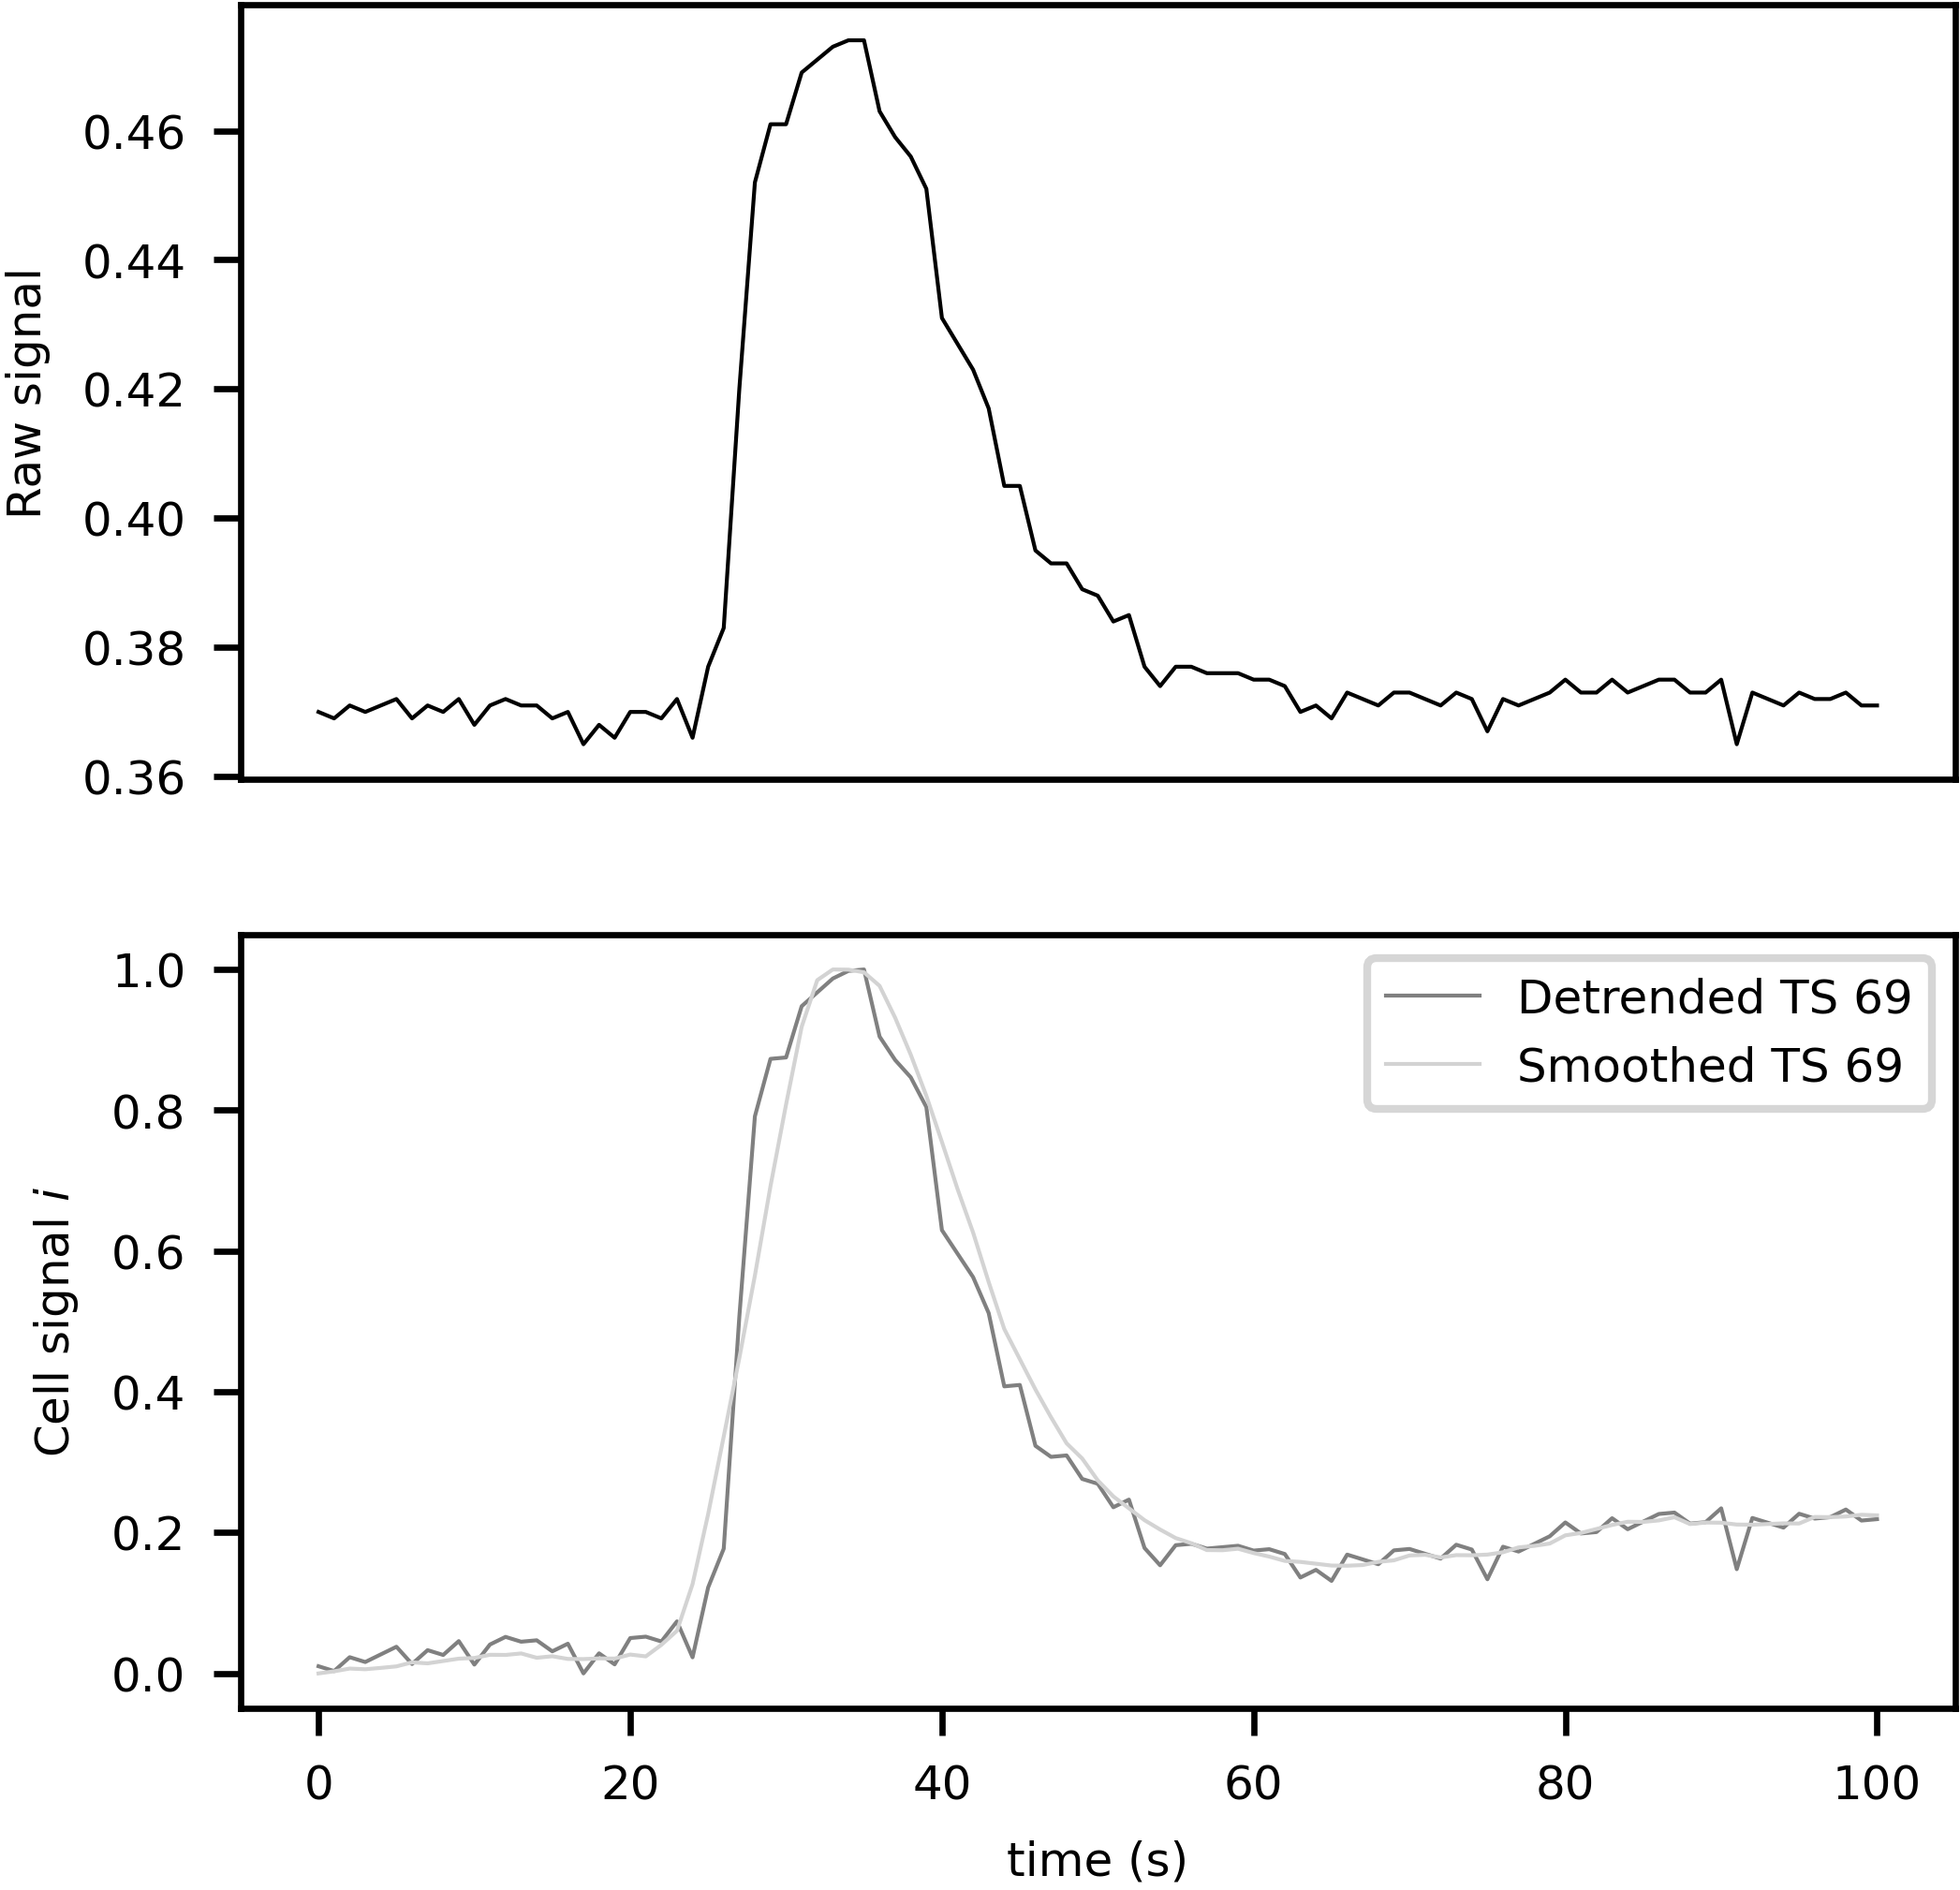 Raw signal
0.46
0.44
0.42
0.40
0.38
0.36
Cell signal i
1.0
0.8
0.6
0.4
0.2
0.0
Detrended TS 69
Smoothed TS 69
0 20 40 60 80 100
time (s)